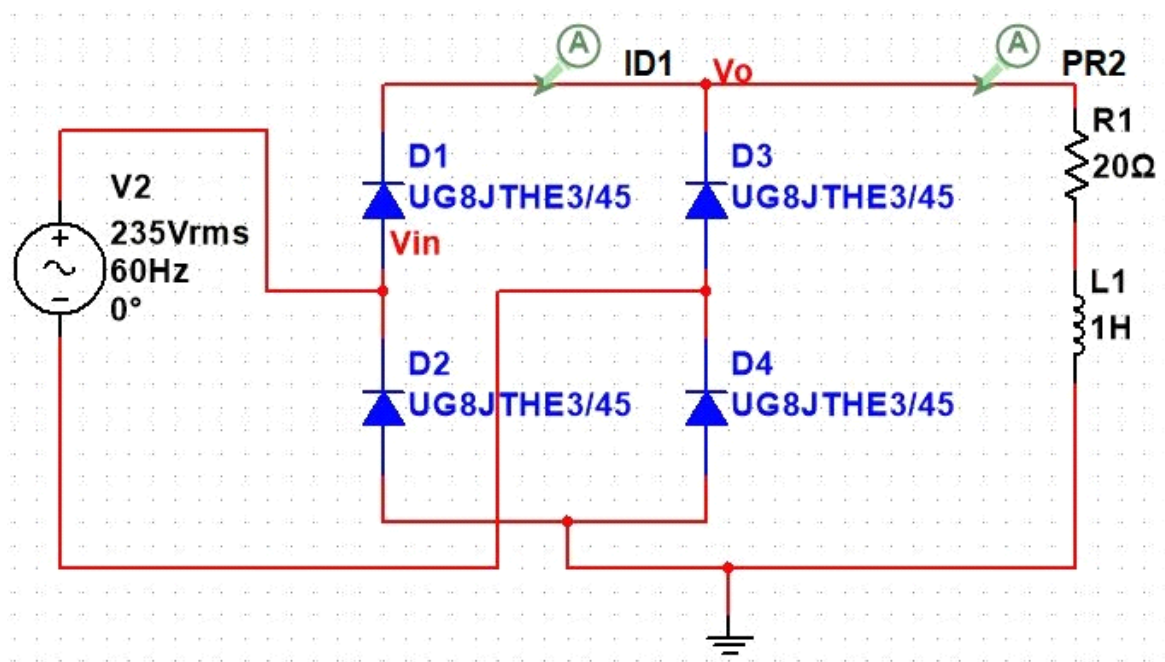 A
ID1
Vo
A
PR2
R1
20Ω
D1
UG8JTHE3/45
D3
UG8JTHE3/45
V2
235Vrms
60Hz
0°
Vin
L1
1H
D2
UG8JTHE3/45
D4
UG8JTHE3/45